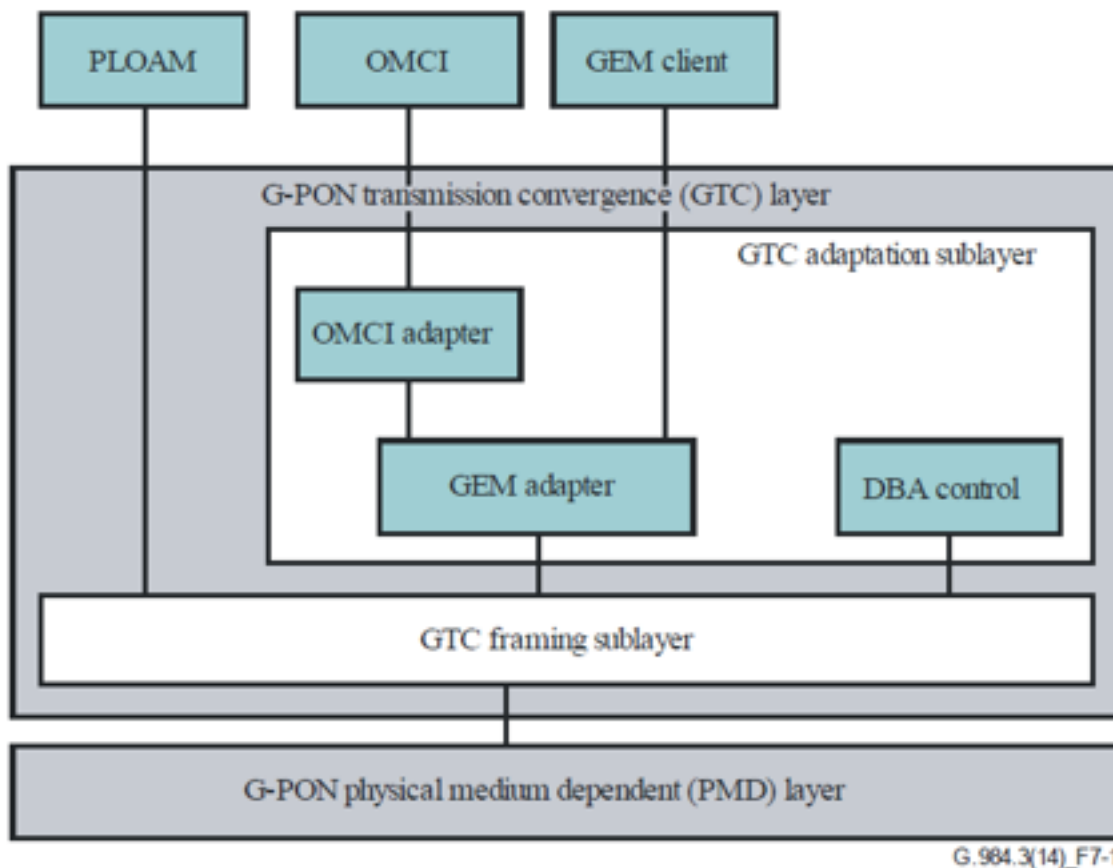 PLOAM
OMCI
GEM client
G-PON transmission convergence (GTC) layer
GTC adaptation sublayer
OMCI adapter
GEM adapter
DBA control
GTC framing sublayer
G-PON physical medium dependent (PMD) layer